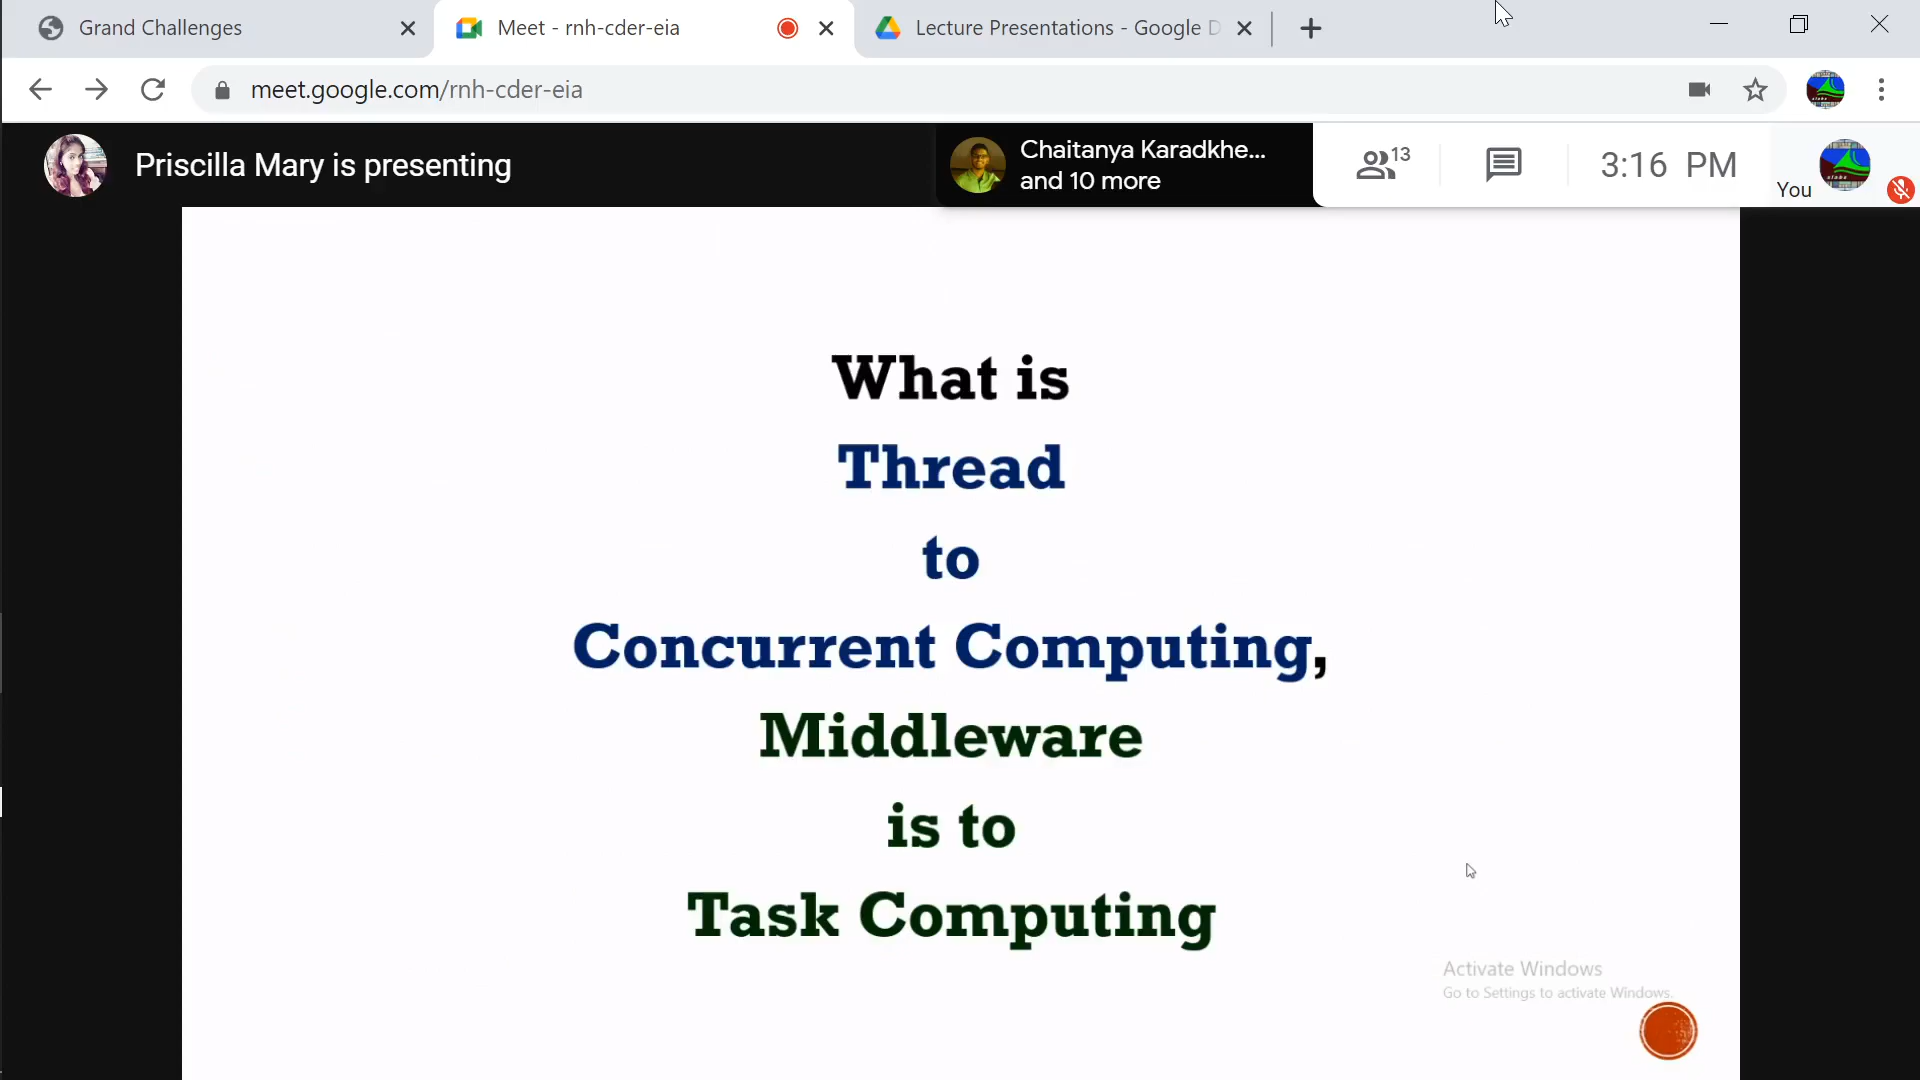 Grand Challenges
Meet - rnh-cder-eia
Lecture Presentations - Google D
meet.google.com/rnh-cder-eia
Priscilla Mary is presenting
Chaitanya Karadkhe...
and 10 more
13
3:16 PM
You
What is
Thread
to
Concurrent Computing,
Middleware
is to
Task Computing
Activate Windows
Go to Settings to activate Windows.